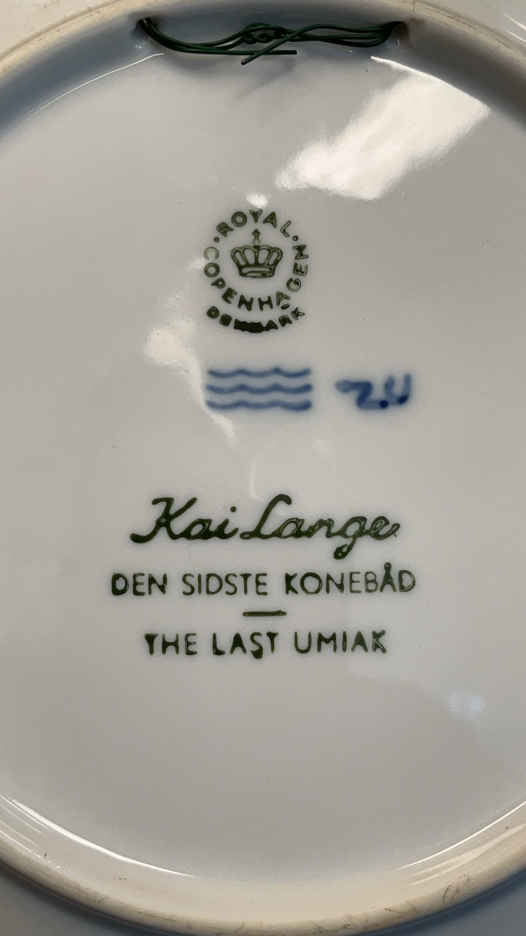 ROYAL
COPENHAGEN
DENMARK
Kai Lange
DEN SIDSTE KONEBÅD
THE LAST UMIAK